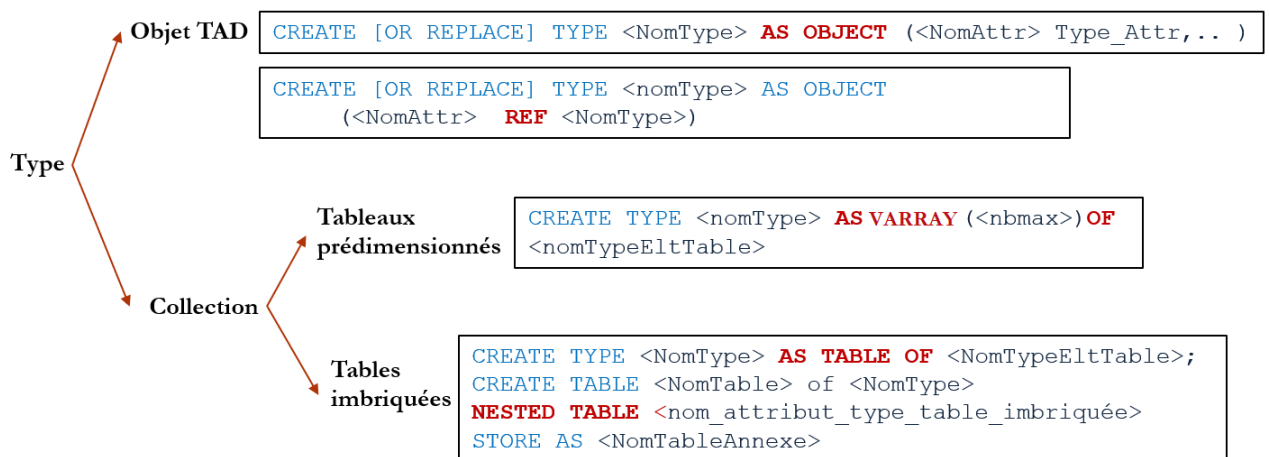 Objet TAD
CREATE [OR REPLACE] TYPE <NomType> AS OBJECT (<NomAttr> Type_Attr,.. )
CREATE [OR REPLACE] TYPE <nomType> AS OBJECT
(<NomAttr> REF <NomType>)
Type
Tableaux
prédimensionnés
CREATE TYPE <nomType> AS VARRAY (<nbmax>)OF
<nomTypeEltTable>
Collection
Tables
imbriquées
CREATE TYPE <NomType> AS TABLE OF <NomTypeEltTable>;
CREATE TABLE <NomTable> of <NomType>
NESTED TABLE <nom_attribut_type_table_imbriquée>
STORE AS <NomTableAnnexe>